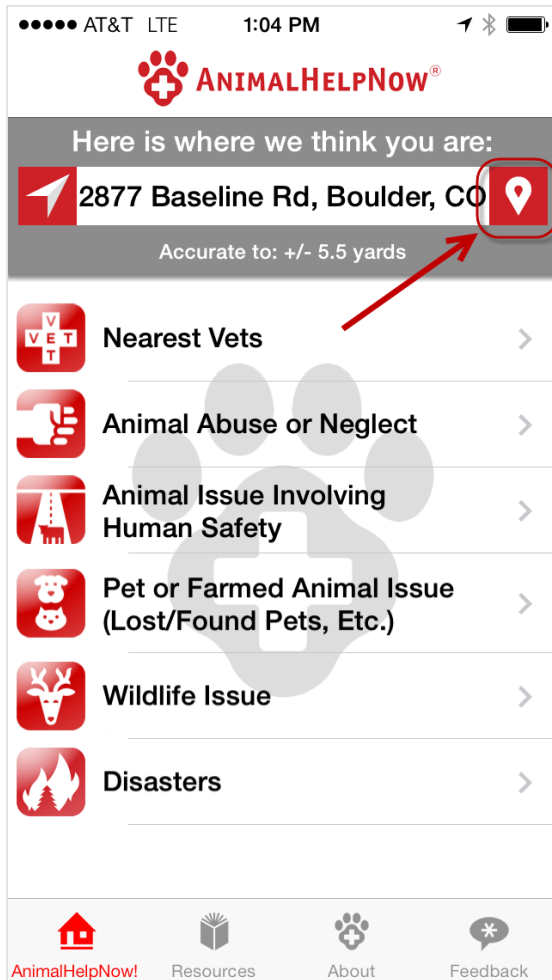 AT&T LTE 1:04 PM
ANIMALHELPNOW®
Here is where we think you are:
2877 Baseline Rd, Boulder, CO
Accurate to: +/- 5.5 yards
V
VET
T
Nearest Vets
Animal Abuse or Neglect
Animal Issue Involving
Human Safety
Pet or Farmed Animal Issue
(Lost/Found Pets, Etc.)
Wildlife Issue
Disasters
AnimalHelpNow! Resources About Feedback